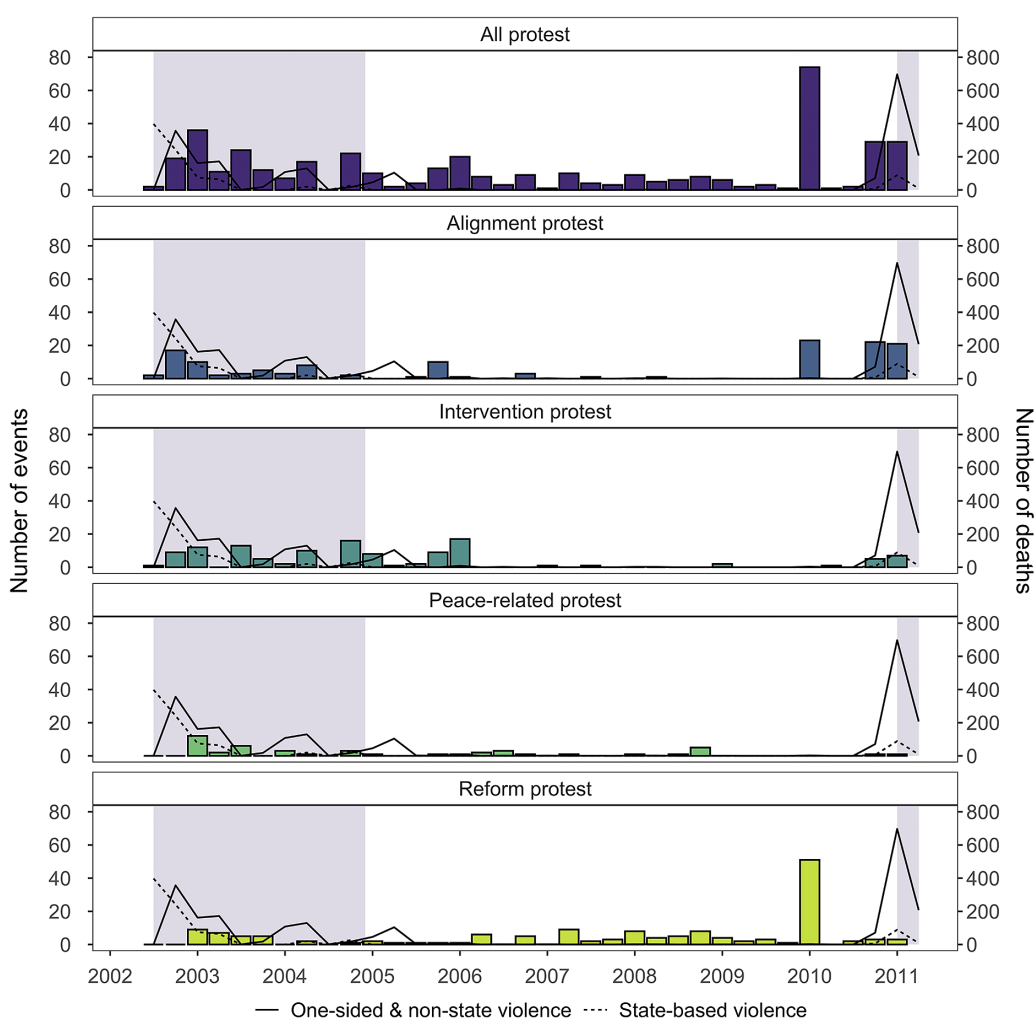 All protest
80 800
60 600
40 400
20 200
0 0
Alignment protest
80 800
60 600
40 400
20 200
0 0
Intervention protest
80 800
60 600
40 400
20 200
0 0
Peace-related protest
80 800
60 600
40 400
20 200
0 0
Reform protest
80 800
60 600
40 400
20 200
0 0
Number of events
Number of deaths
2002 2003 2004 2005 2006 2007 2008 2009 2010 2011
One-sided & non-state violence State-based violence